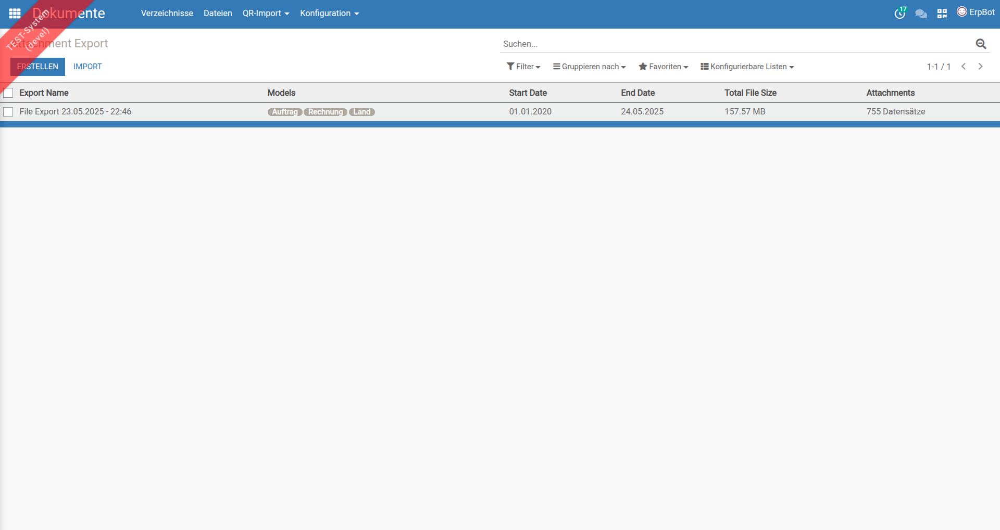 Dokumente
Verzeichnisse
Dateien
QR-Import
Konfiguration
17
ErpBot
TEST-System
(devel)
Attachment Export
Suchen...
ERSTELLEN
IMPORT
Filter
Gruppieren nach
Favoriten
Konfigurierbare Listen
1-1 / 1
Export Name
Models
Start Date
End Date
Total File Size
Attachments
File Export 23.05.2025 - 22:46
Auftrag
Rechnung
Land
01.01.2020
24.05.2025
157.57 MB
755 Datensätze